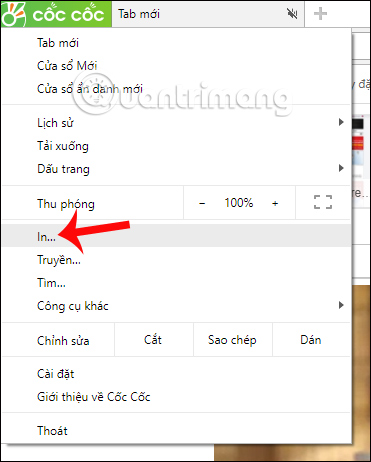 cốc cốc
Tab mới
Tab mới
Cửa sổ Mới
Cửa sổ ẩn danh mới
Quantrimang
Lịch sử
Tải xuống
Dấu trang
Thu phóng - 100% +
In...
Truyền...
Tìm...
Công cụ khác
Chỉnh sửa Cắt Sao chép Dán
Cài đặt
Giới thiệu về Cốc Cốc
Thoát